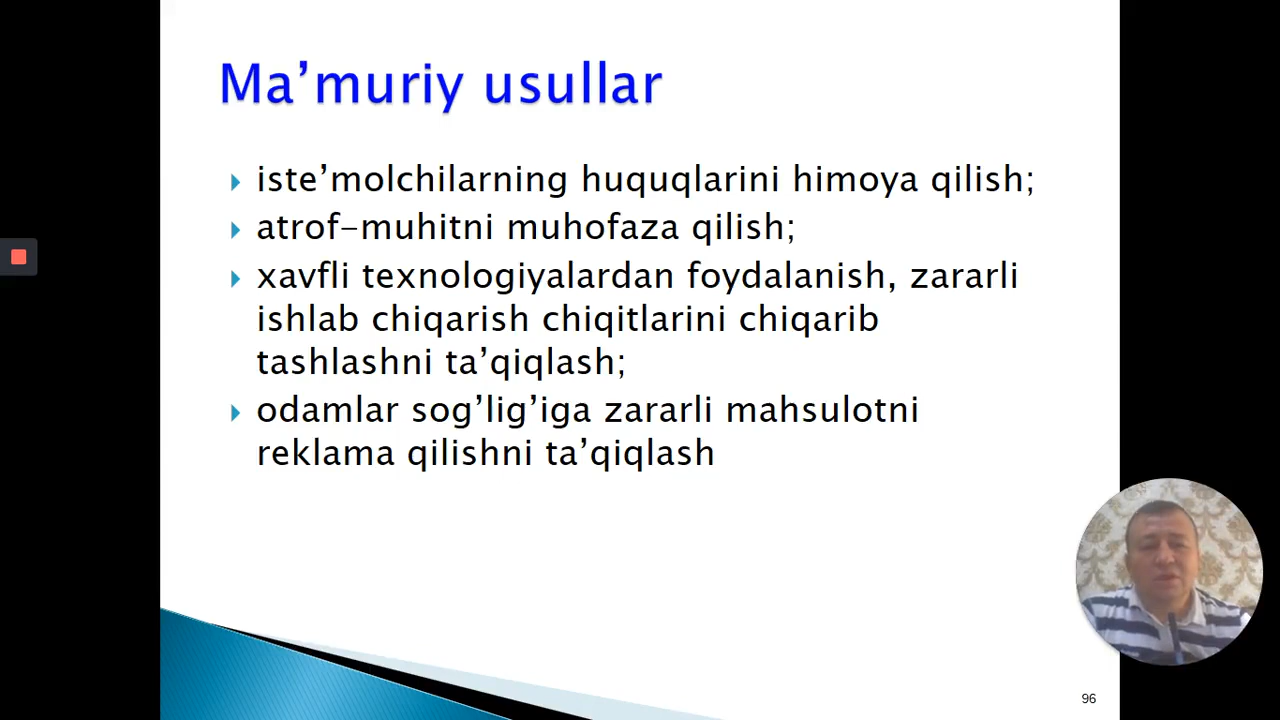 Ma’muriy usullar
iste’molchilarning huquqlarini himoya qilish;
atrof-muhitni muhofaza qilish;
xavfli texnologiyalardan foydalanish, zararli
ishlab chiqarish chiqitlarini chiqarib
tashlashni ta’qiqlash;
odamlar sog’lig’iga zararli mahsulotni
reklama qilishni ta’qiqlash
96